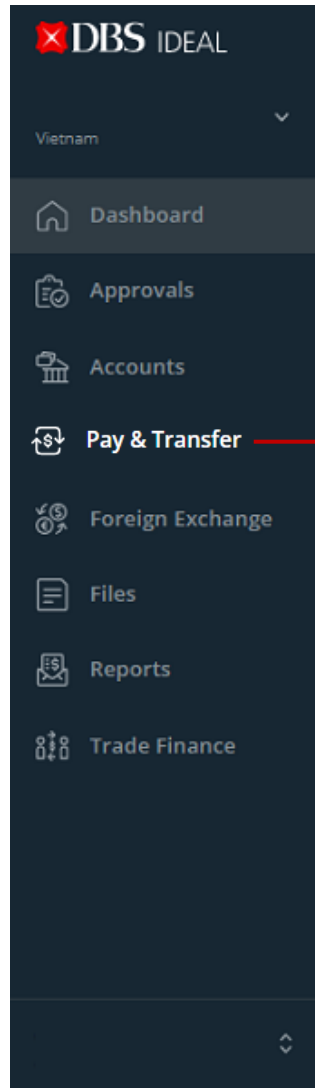 DBS IDEAL
Vietnam
Dashboard
Approvals
Accounts
Pay & Transfer
Foreign Exchange
Files
Reports
Trade Finance